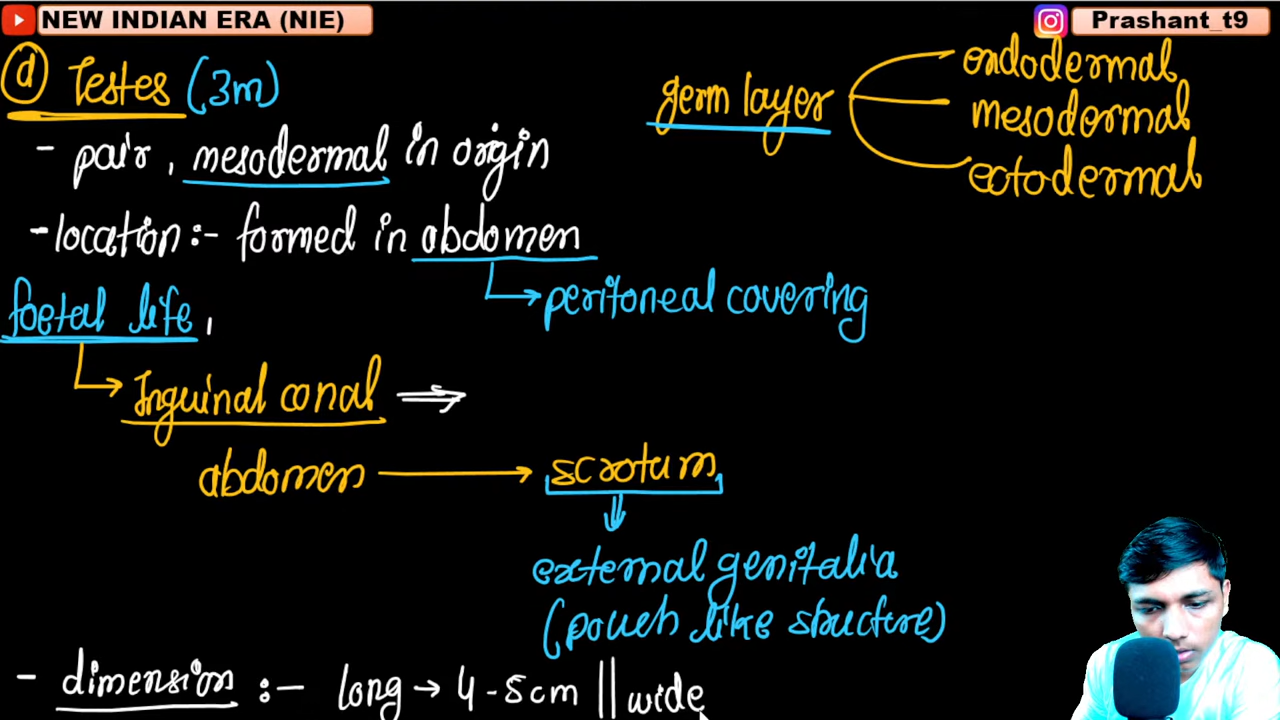 NEW INDIAN ERA (NIE)
Prashant_t9
d Testes (3m)
- pair, mesodermal in origin
- location :- formed in abdomen
peritoneal covering
foetal life,
Inguinal canal ⇒
abdomen → scrotum
external genitalia
(pouch like structure)
- dimension :- long → 4-5cm || wide
germ layer
endodermal
mesodermal
ectodermal